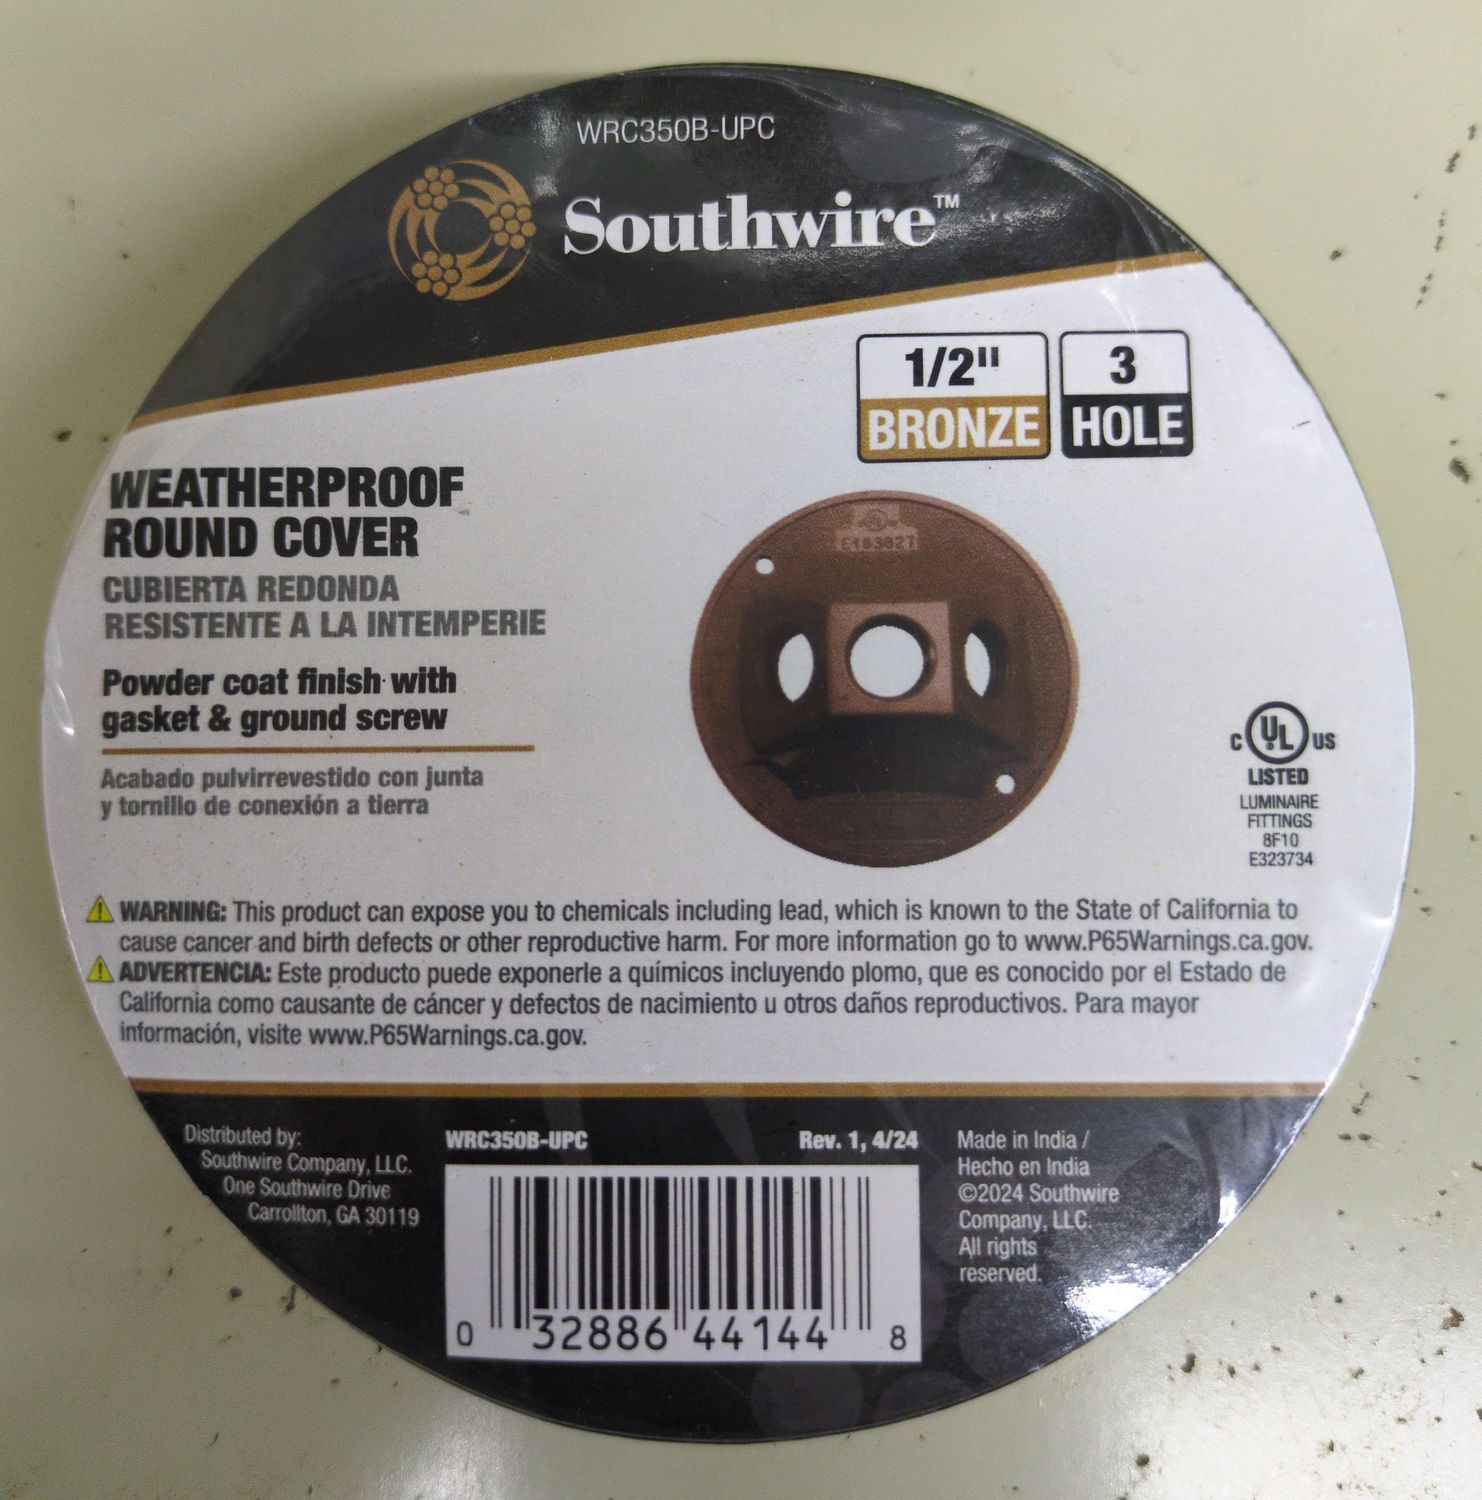 WRC350B-UPC
Southwire™
1/2"
BRONZE
3
HOLE
WEATHERPROOF
ROUND COVER
CUBIERTA REDONDA
RESISTENTE A LA INTEMPERIE
Powder coat finish with
gasket & ground screw
Acabado pulvirrevestido con junta
y tornillo de conexión a tierra
C UL US
LISTED
LUMINAIRE
FITTINGS
8F10
E323734
WARNING: This product can expose you to chemicals including lead, which is known to the State of California to
cause cancer and birth defects or other reproductive harm. For more information go to www.P65Warnings.ca.gov.
ADVERTENCIA: Este producto puede exponerle a químicos incluyendo plomo, que es conocido por el Estado de
California como causante de cáncer y defectos de nacimiento u otros daños reproductivos. Para mayor
información, visite www.P65Warnings.ca.gov.
Distributed by:
Southwire Company, LLC.
One Southwire Drive
Carrollton, GA 30119
WRC350B-UPC
Rev. 1, 4/24
0 32886 44144 8
Made in India /
Hecho en India
©2024 Southwire
Company, LLC.
All rights
reserved.